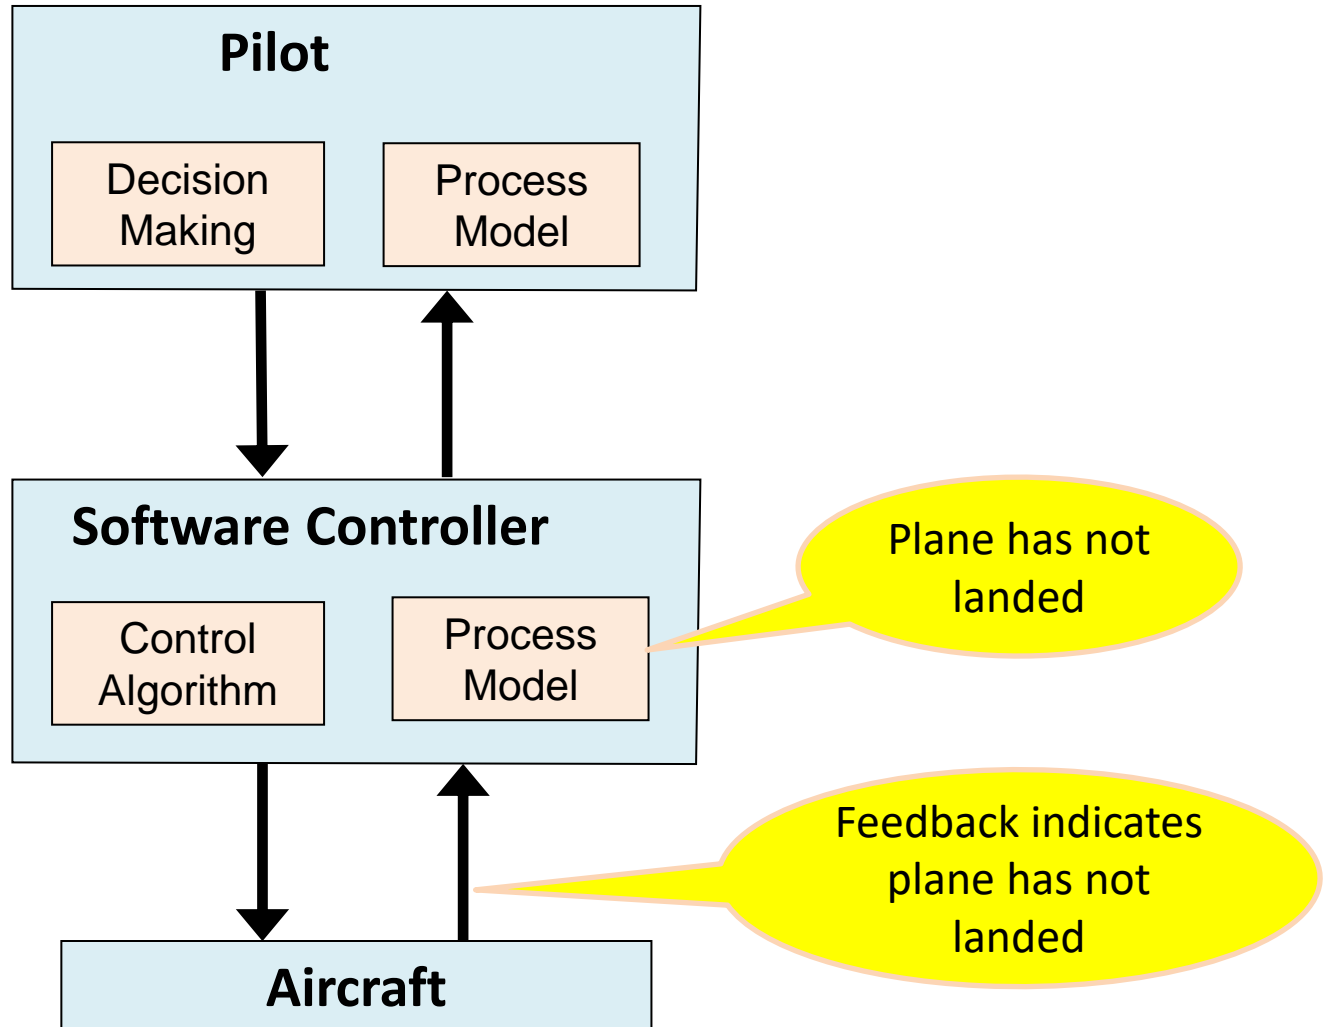 Pilot
Decision
Making
Process
Model
Software Controller
Control
Algorithm
Process
Model
Plane has not
landed
Feedback indicates
plane has not
landed
Aircraft